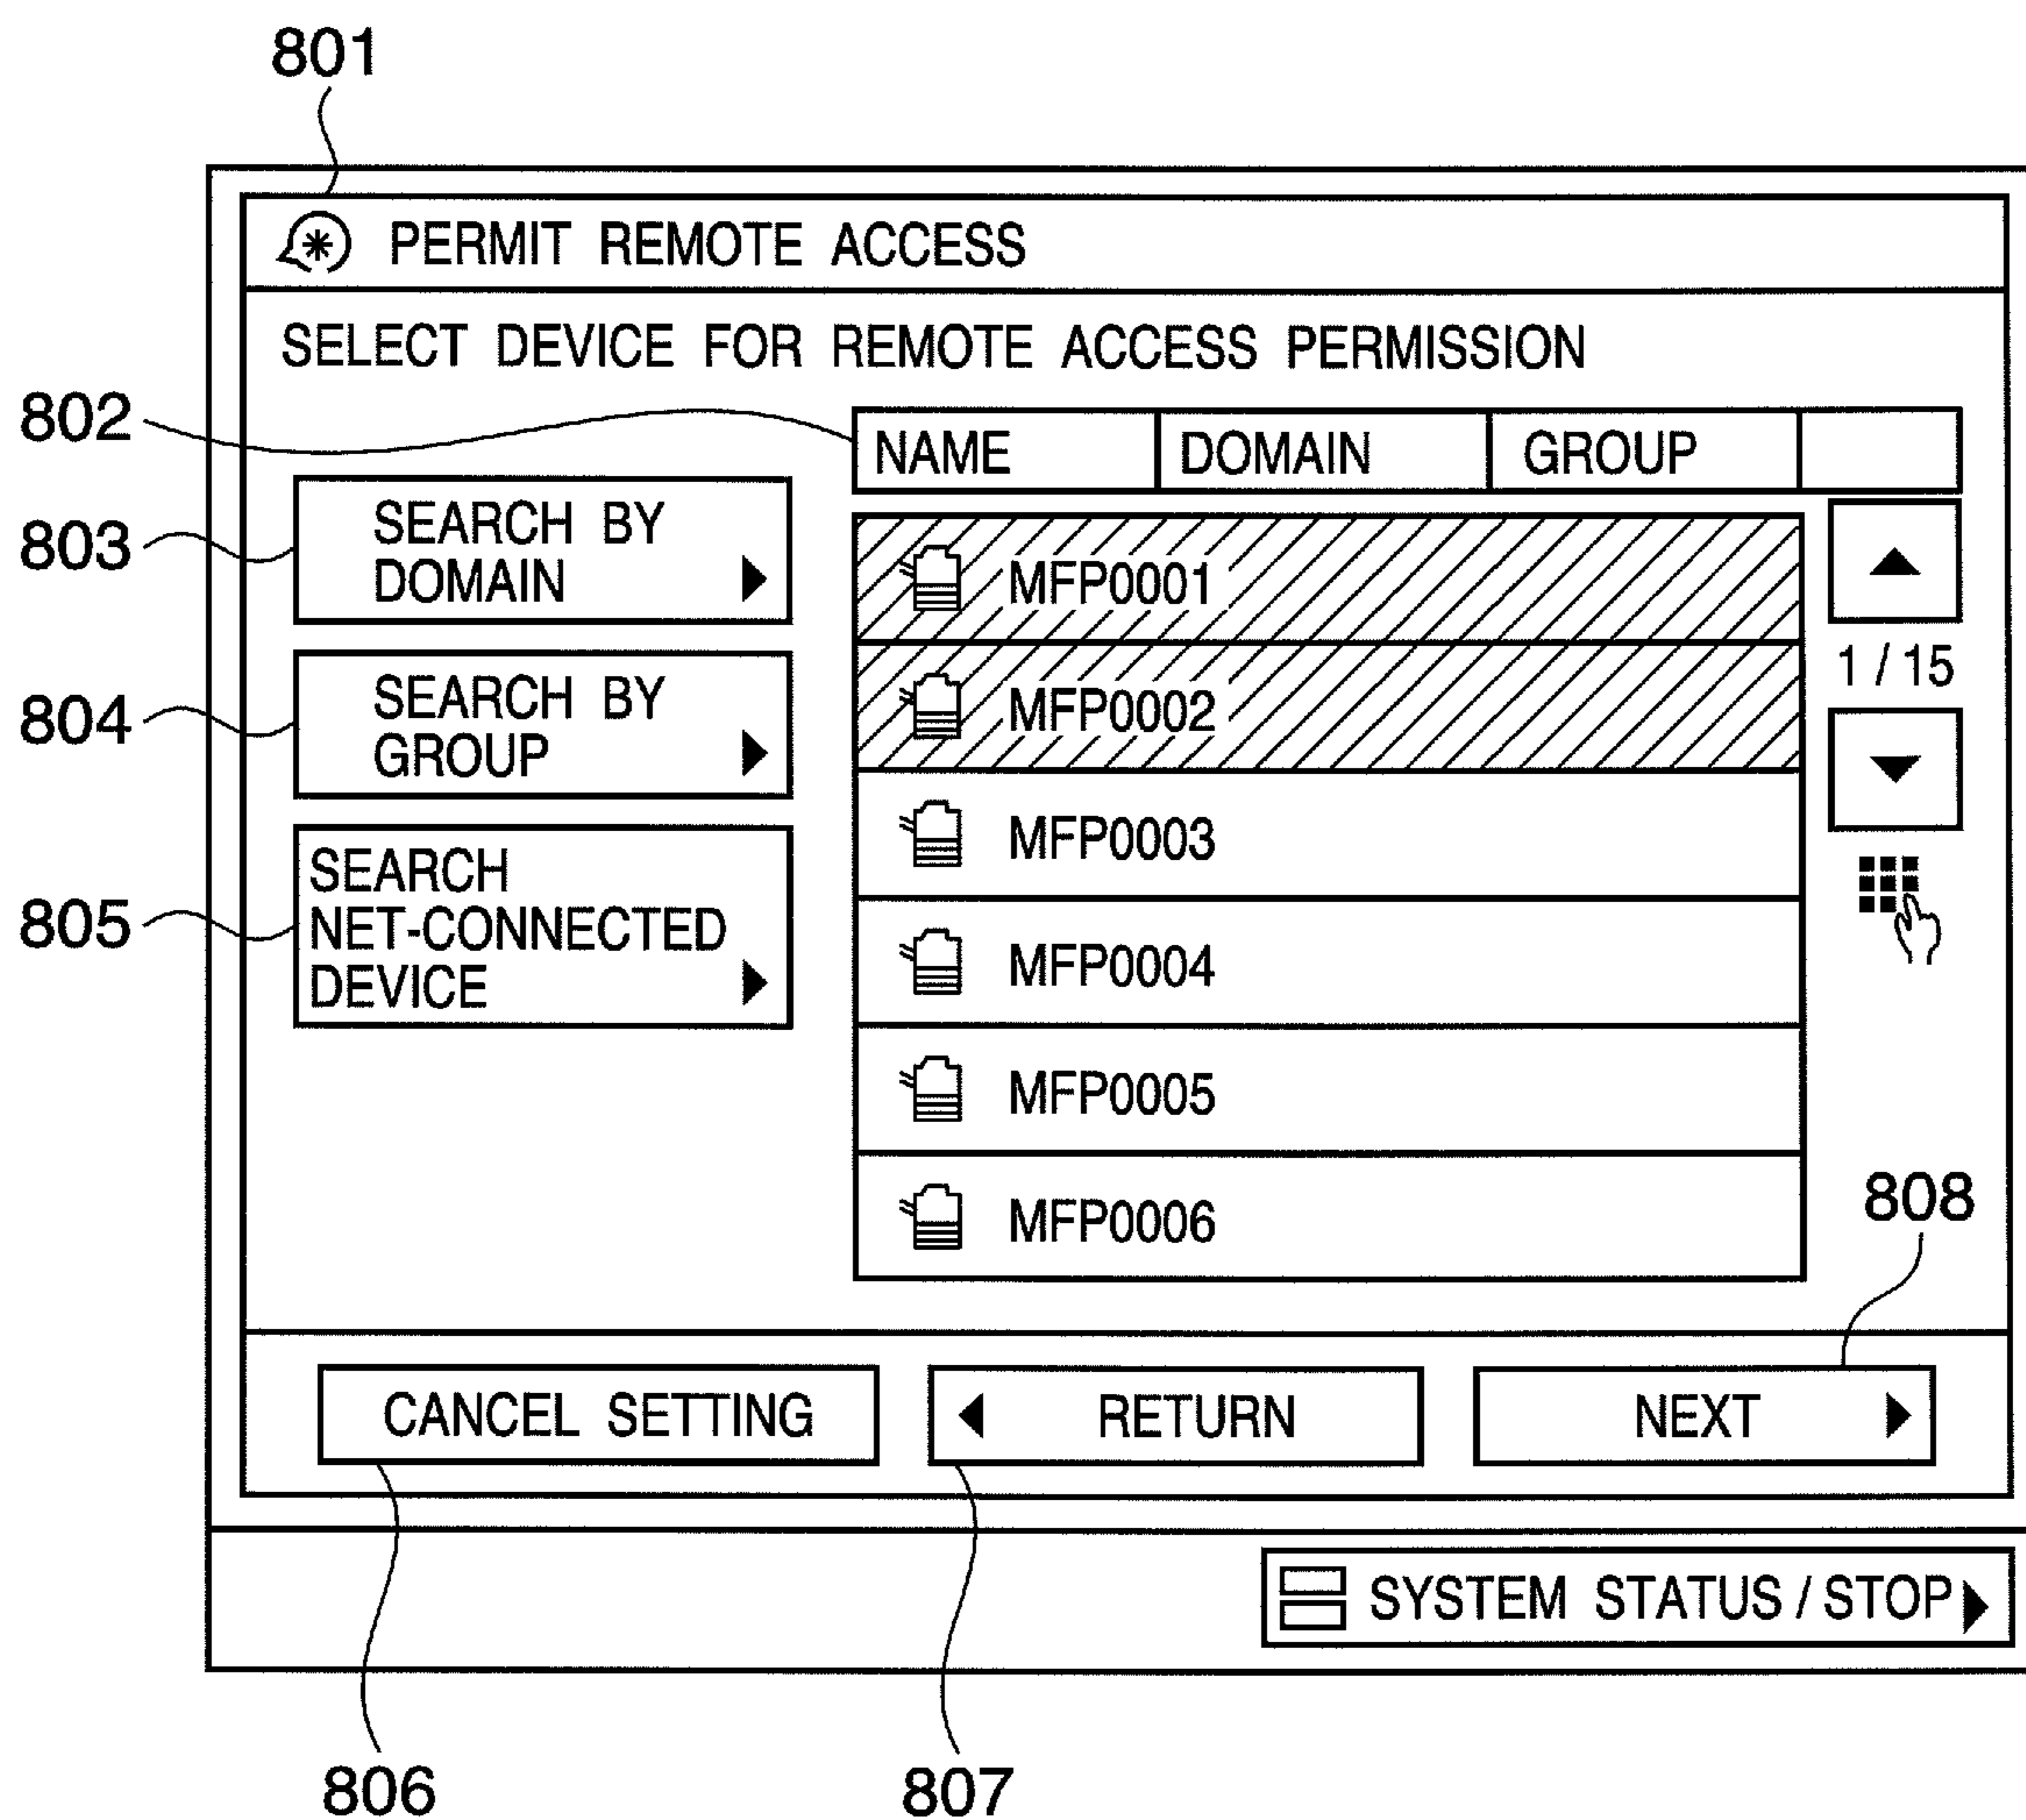 801
PERMIT REMOTE ACCESS
SELECT DEVICE FOR REMOTE ACCESS PERMISSION
802
NAME DOMAIN GROUP
803
SEARCH BY
DOMAIN
804
SEARCH BY
GROUP
805
SEARCH
NET-CONNECTED
DEVICE
MFP0001
MFP0002
MFP0003
MFP0004
MFP0005
MFP0006
1 / 15
808
CANCEL SETTING
RETURN
NEXT
SYSTEM STATUS / STOP
806
807